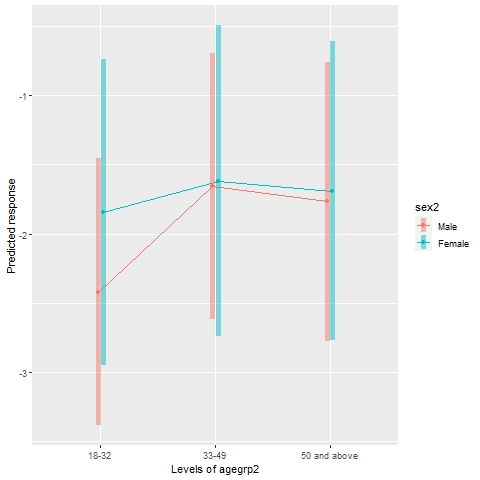 -1
-2
-3
Predicted response
18-32
33-49
50 and above
Levels of agegrp2
sex2
Male
Female